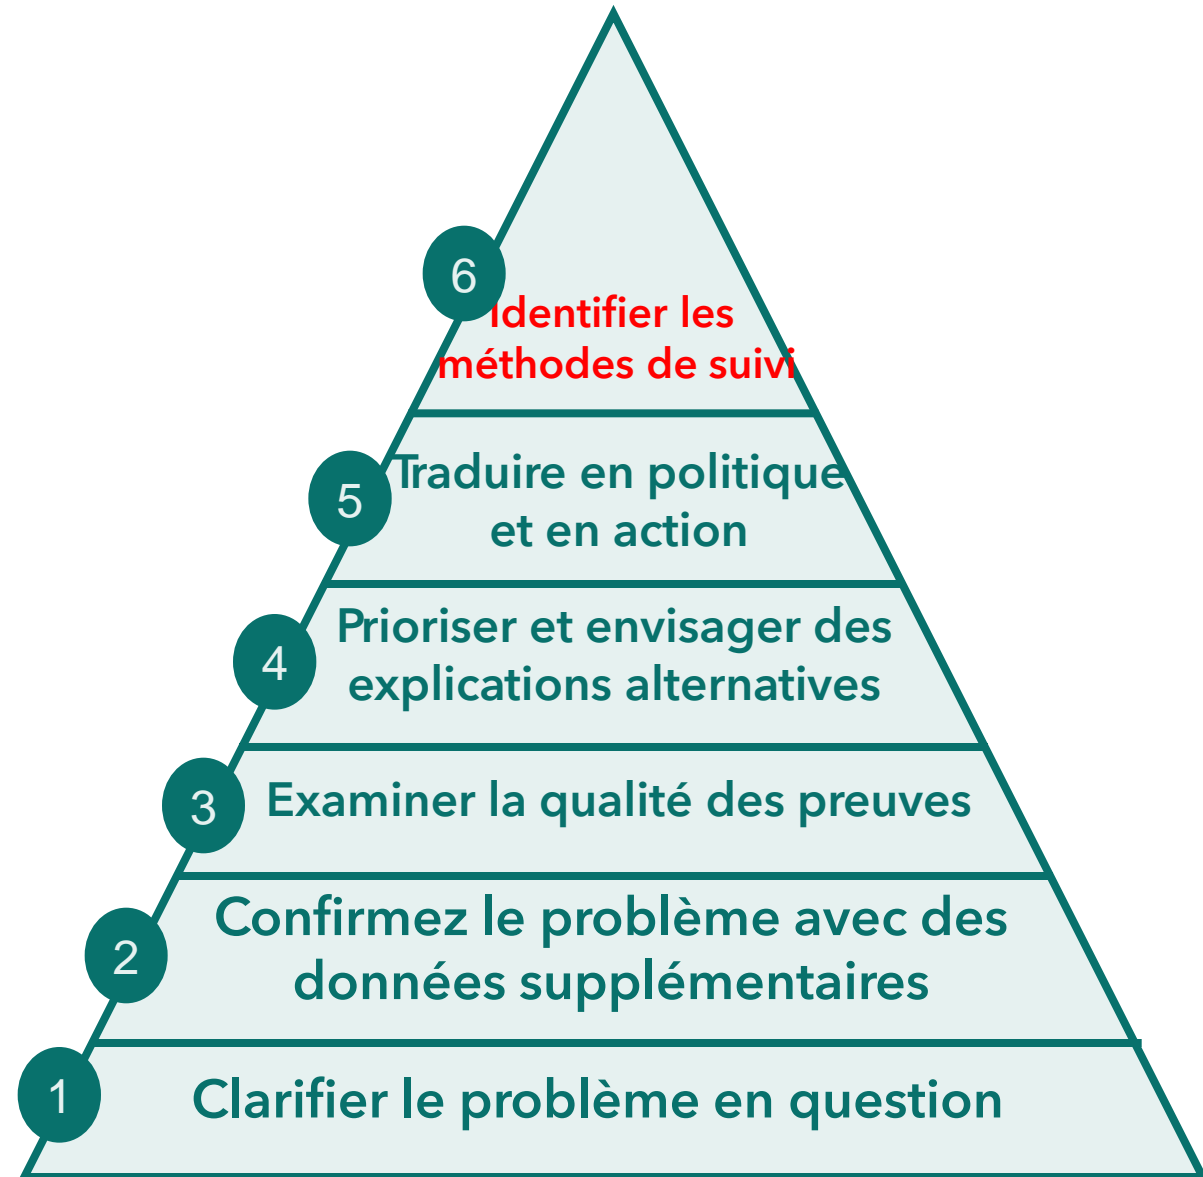 6
Identifier les
méthodes de suivi
5
Traduire en politique
et en action
4
Prioriser et envisager des
explications alternatives
3
Examiner la qualité des preuves
2
Confirmez le problème avec des
données supplémentaires
1
Clarifier le problème en question